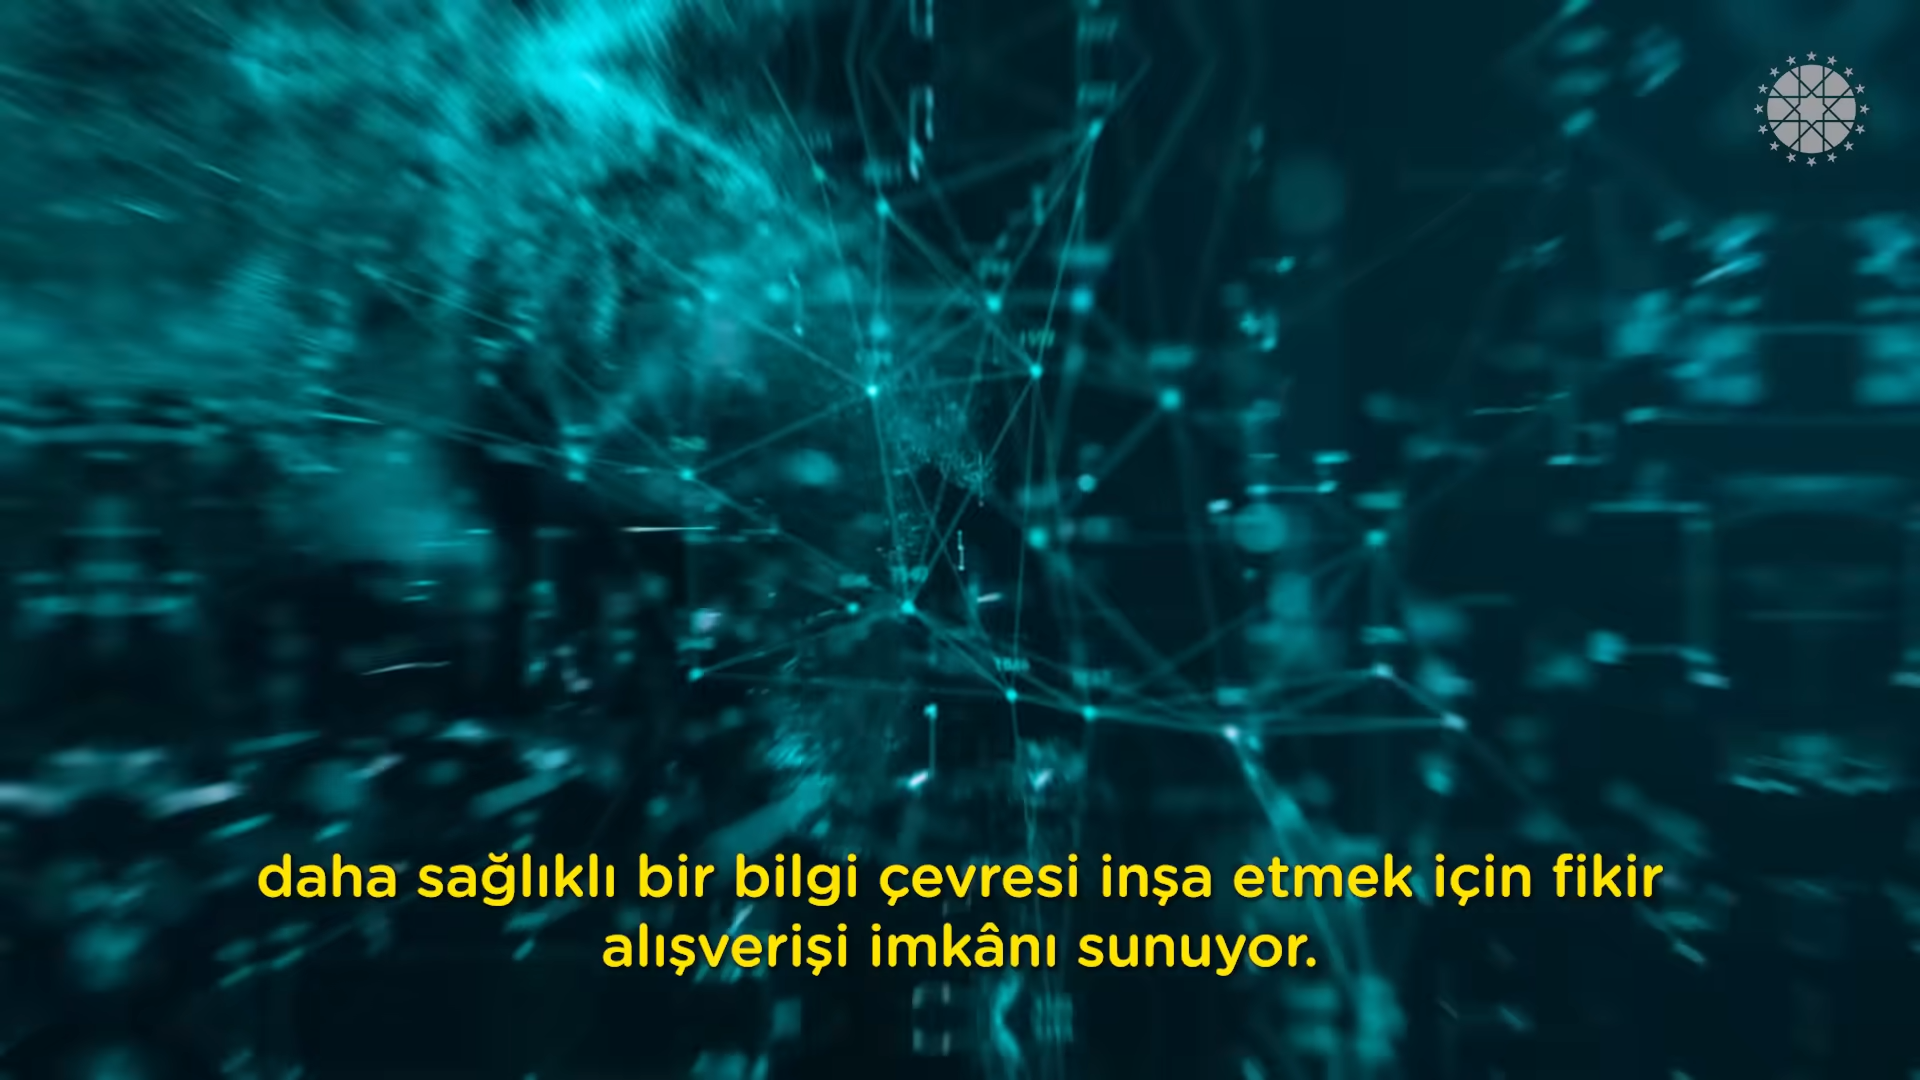 daha sağlıklı bir bilgi çevresi inşa etmek için fikir
alışverişi imkânı sunuyor.